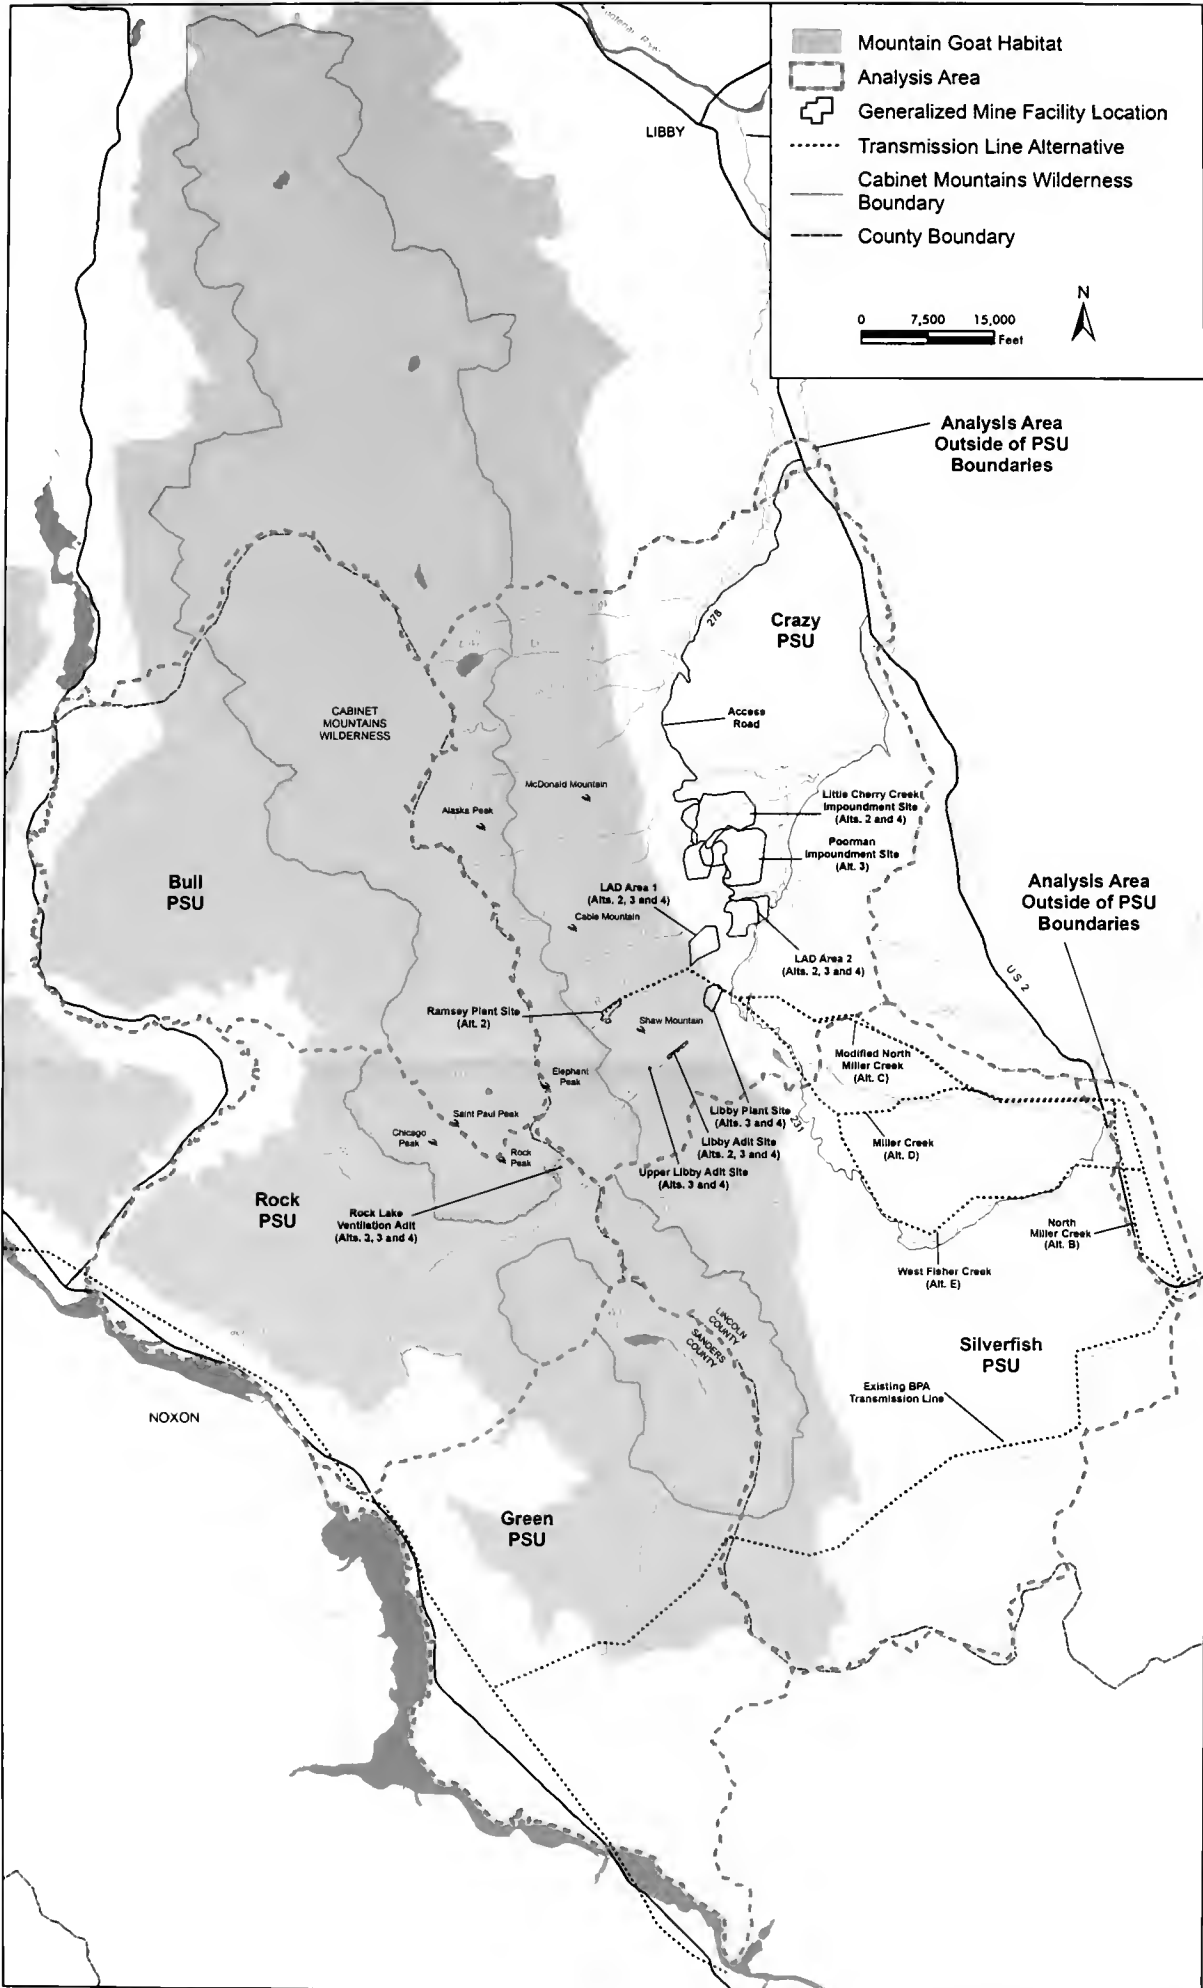 Mountain Goat Habitat
Analysis Area
Generalized Mine Facility Location
Transmission Line Alternative
Cabinet Mountains Wilderness
Boundary
County Boundary
N
0 7,500 15,000
Feet
LIBBY
Analysis Area
Outside of PSU
Boundaries
278
Crazy
PSU
Access
Road
CABINET
MOUNTAINS
WILDERNESS
McDonald Mountain
Alaska Peak
Little Cherry Creek
Impoundment Site
(Alts. 2 and 4)
Poorman
Impoundment Site
(Alt. 3)
Bull
PSU
LAD Area 1
(Alts. 2, 3 and 4)
Cable Mountain
Analysis Area
Outside of PSU
Boundaries
LAD Area 2
(Alts. 2, 3 and 4)
US 2
Ramsey Plant Site
(Alt. 2)
Shaw Mountain
Modified North
Miller Creek
(Alt. C)
Elephant
Peak
Saint Paul Peak
Chicago
Peak
Rock
Peak
Libby Plant Site
(Alts. 3 and 4)
231
Libby Adit Site
(Alts. 2, 3 and 4)
Upper Libby Adit Site
(Alts. 3 and 4)
Miller Creek
(Alt. D)
Rock
PSU
Rock Lake
Ventilation Adit
(Alts. 2, 3 and 4)
North
Miller Creek
(Alt. B)
West Fisher Creek
(Alt. E)
LINCOLN
COUNTY
SANDERS
COUNTY
Silverfish
PSU
Existing BPA
Transmission Line
NOXON
Green
PSU